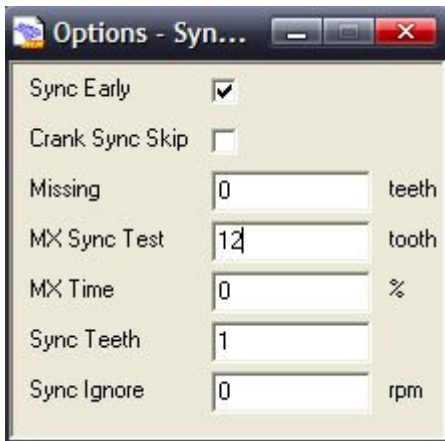 Options - Syn...
Sync Early
Crank Sync Skip
Missing 0 teeth
MX Sync Test 12 tooth
MX Time 0 %
Sync Teeth 1
Sync Ignore 0 rpm